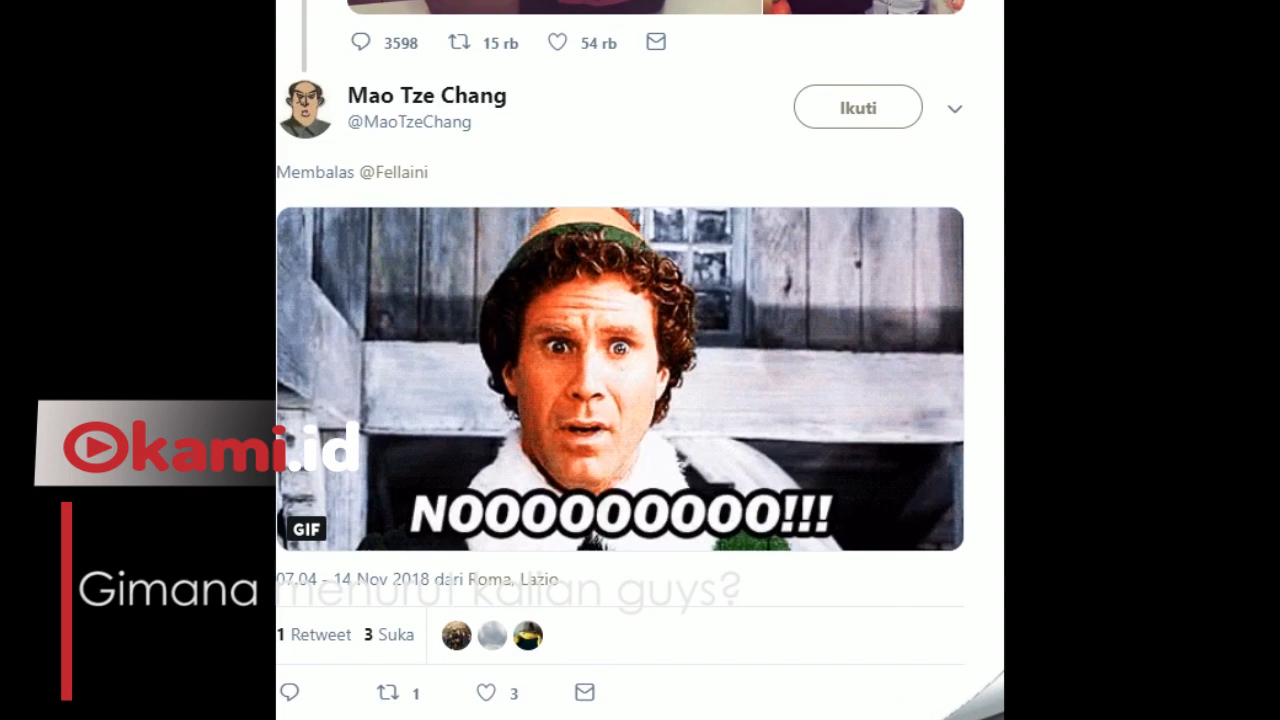 3598 15 rb 54 rb
Mao Tze Chang
@MaoTzeChang
Ikuti
Membalas @Fellaini
NOOOOOOOOO!!!
GIF
Okami.id
07.04 - 14 Nov 2018 dari Roma, Lazio
Gimana menurut kalian guys?
1 Retweet 3 Suka
1 3